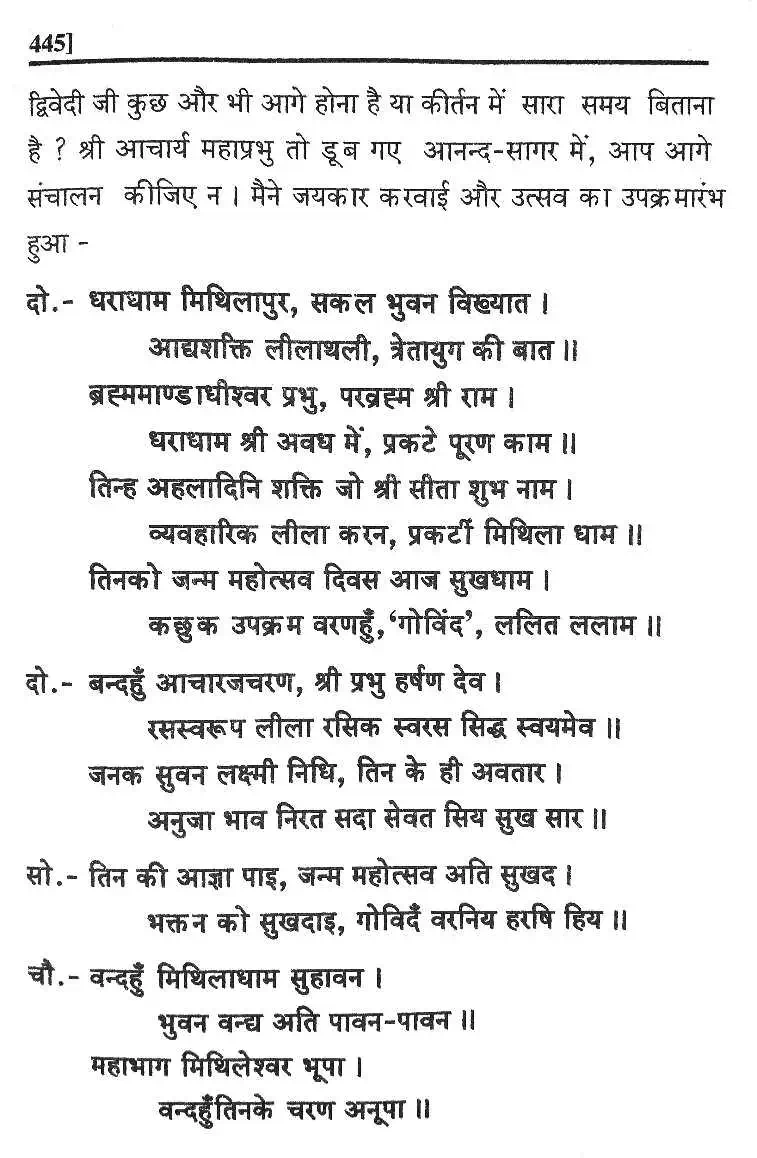 445]
द्विवेदी जी कुछ और भी आगे होना है या कीर्तन में सारा समय बिताना
है ? श्री आचार्य महाप्रभु तो डूब गए आनन्द-सागर में, आप आगे
संचालन कीजिए न । मैने जयकार करवाई और उत्सव का उपक्रमारंभ
हुआ -
दो.- धराधाम मिथिलापुर, सकल भुवन विख्यात ।
आद्यशक्ति लीलाथली, त्रेतायुग की बात ॥
ब्रह्ममाण्डाधीश्वर प्रभु, परब्रह्म श्री राम ।
धराधाम श्री अवध में, प्रकटे पूरण काम ॥
तिन्ह अहलादिनि शक्ति जो श्री सीता शुभ नाम ।
व्यवहारिक लीला करन, प्रकटीं मिथिला धाम ॥
तिनको जन्म महोत्सव दिवस आज सुखधाम ।
कछुक उपक्रम वरणहुँ,‘गोविंद’, ललित ललाम ॥
दो.- बन्दहुँ आचारजचरण, श्री प्रभु हर्षण देव ।
रसस्वरूप लीला रसिक स्वरस सिद्ध स्वयमेव ॥
जनक सुवन लक्ष्मी निधि, तिन के ही अवतार ।
अनुजा भाव निरत सदा सेवत सिय सुख सार ॥
सो.- तिन की आज्ञा पाइ, जन्म महोत्सव अति सुखद ।
भक्तन को सुखदाइ, गोविदँ वरनिय हरषि हिय ॥
चौ.- वन्दहुँ मिथिलाधाम सुहावन ।
भुवन वन्द्य अति पावन-पावन ॥
महाभाग मिथिलेश्वर भूपा ।
वन्दहुँतिनके चरण अनूपा ॥